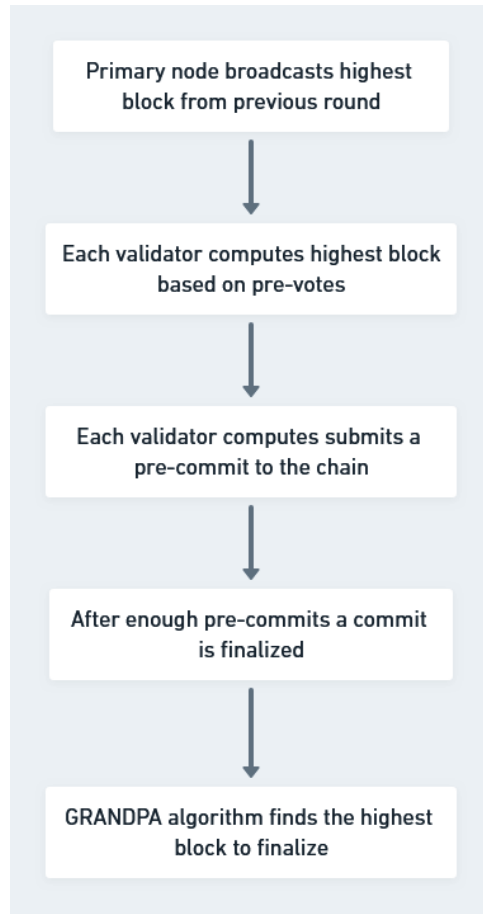 Primary node broadcasts highest
block from previous round
Each validator computes highest block
based on pre-votes
Each validator computes submits a
pre-commit to the chain
After enough pre-commits a commit
is finalized
GRANDPA algorithm finds the highest
block to finalize